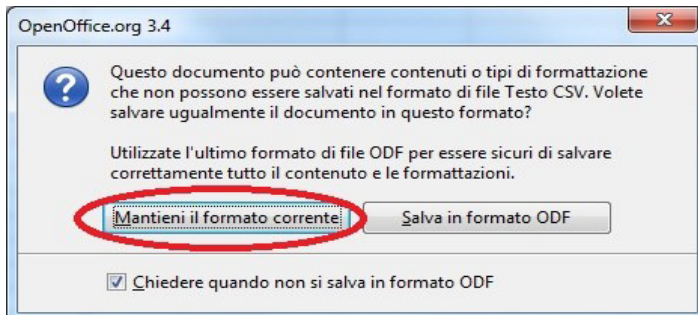 OpenOffice.org 3.4
Questo documento può contenere contenuti o tipi di formattazione
che non possono essere salvati nel formato di file Testo CSV. Volete
salvare ugualmente il documento in questo formato?
Utilizzate l'ultimo formato di file ODF per essere sicuri di salvare
correttamente tutto il contenuto e le formattazioni.
Mantieni il formato corrente
Salva in formato ODF
Chiedere quando non si salva in formato ODF